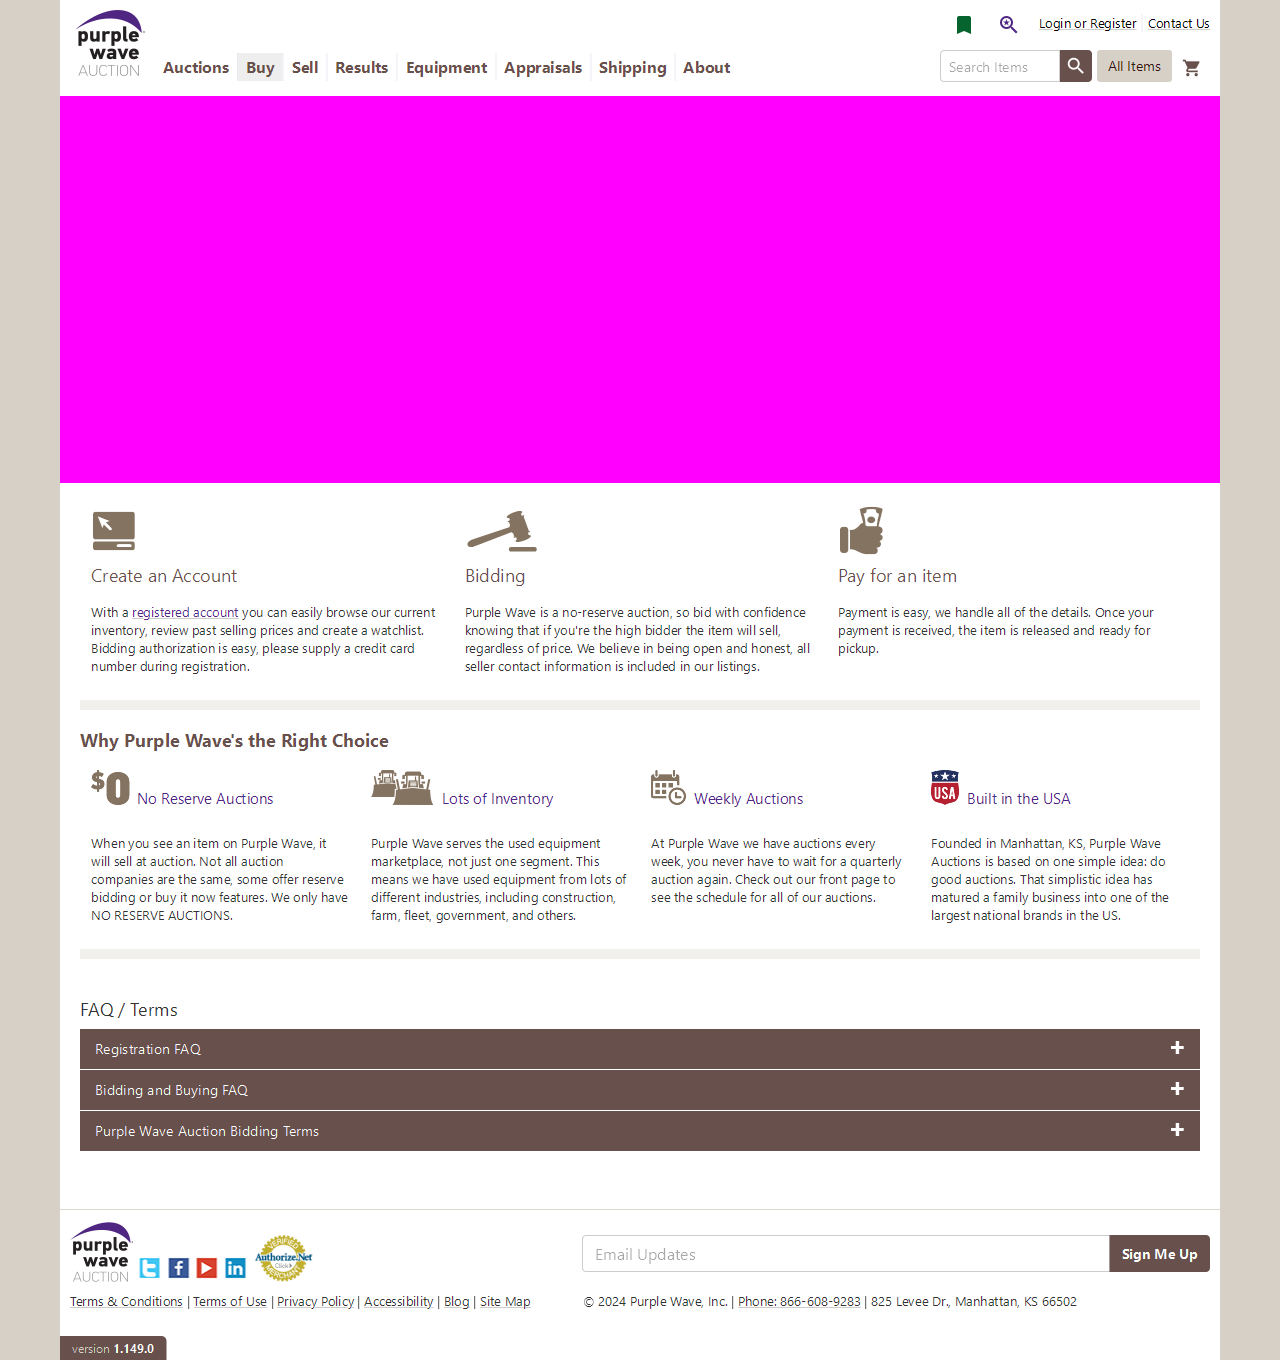 purple
wave
AUCTION
Login or Register
Contact Us
Auctions Buy Sell Results Equipment Appraisals Shipping About
Search Items
All Items
Create an Account
With a registered account you can easily browse our current
inventory, review past selling prices and create a watchlist.
Bidding authorization is easy, please supply a credit card
number during registration.
Bidding
Purple Wave is a no-reserve auction, so bid with confidence
knowing that if you're the high bidder the item will sell,
regardless of price. We believe in being open and honest, all
seller contact information is included in our listings.
Pay for an item
Payment is easy, we handle all of the details. Once your
payment is received, the item is released and ready for
pickup.
Why Purple Wave's the Right Choice
$0 No Reserve Auctions
When you see an item on Purple Wave, it
will sell at auction. Not all auction
companies are the same, some offer reserve
bidding or buy it now features. We only have
NO RESERVE AUCTIONS.
Lots of Inventory
Purple Wave serves the used equipment
marketplace, not just one segment. This
means we have used equipment from lots of
different industries, including construction,
farm, fleet, government, and others.
Weekly Auctions
At Purple Wave we have auctions every
week, you never have to wait for a quarterly
auction again. Check out our front page to
see the schedule for all of our auctions.
USA Built in the USA
Founded in Manhattan, KS, Purple Wave
Auctions is based on one simple idea: do
good auctions. That simplistic idea has
matured a family business into one of the
largest national brands in the US.
FAQ / Terms
Registration FAQ
Bidding and Buying FAQ
Purple Wave Auction Bidding Terms
purple
wave
AUCTION
VERIFIED
Authorize.Net
Click
MERCHANT
Email Updates
Sign Me Up
Terms & Conditions | Terms of Use | Privacy Policy | Accessibility | Blog | Site Map
© 2024 Purple Wave, Inc. | Phone: 866-608-9283 | 825 Levee Dr., Manhattan, KS 66502
version 1.149.0